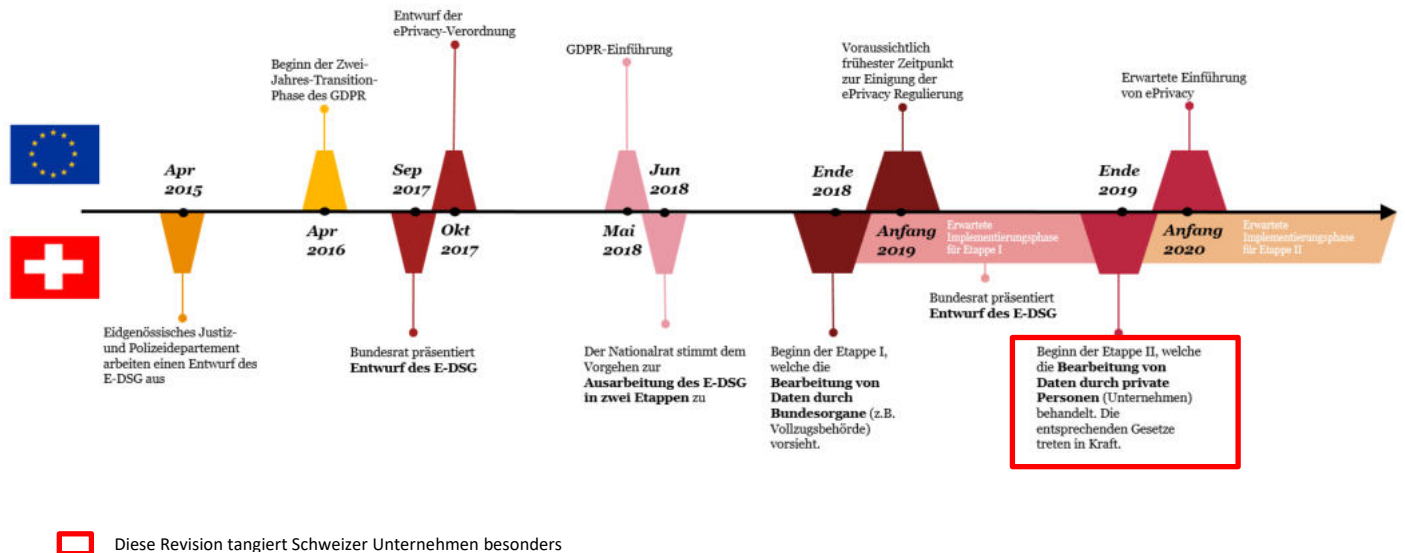 Entwurf der
ePrivacy-Verordnung
Beginn der Zwei-
Jahres-Transition-
Phase des GDPR
GDPR-Einführung
Voraussichtlich
frühester Zeitpunkt
zur Einigung der
ePrivacy Regulierung
Erwartete Einführung
von ePrivacy
Apr
2015
Apr
2016
Sep
2017
Okt
2017
Mai
2018
Jun
2018
Ende
2018
Anfang
2019
Erwartete
Implementierungsphase
für Etappe I
Ende
2019
Anfang
2020
Erwartete
Implementierungsphase
für Etappe II
Eidgenössisches Justiz-
und Polizeidepartement
arbeiten einen Entwurf des
E-DSG aus
Bundesrat präsentiert
Entwurf des E-DSG
Der Nationalrat stimmt dem
Vorgehen zur
Ausarbeitung des E-DSG
in zwei Etappen zu
Beginn der Etappe I,
welche die
Bearbeitung von
Daten durch
Bundesorgane (z.B.
Vollzugsbehörde)
vorsieht.
Bundesrat präsentiert
Entwurf des E-DSG
Beginn der Etappe II, welche
die Bearbeitung von
Daten durch private
Personen (Unternehmen)
behandelt. Die
entsprechenden Gesetze
treten in Kraft.
Diese Revision tangiert Schweizer Unternehmen besonders